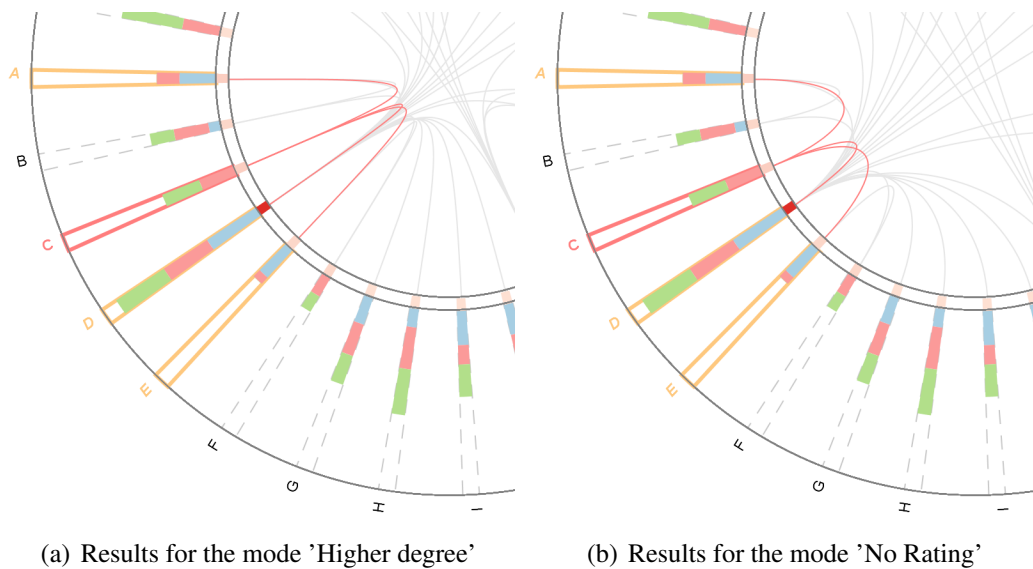 A
B
C
D
E
F
G
H
I
A
B
C
D
E
F
G
H
I
(a) Results for the mode ’Higher degree’
(b) Results for the mode ’No Rating’